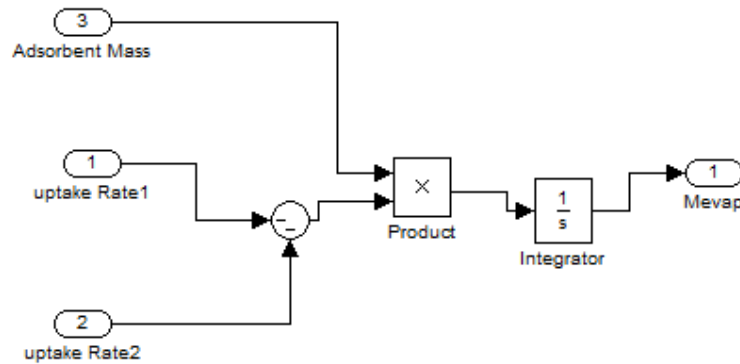 3
Adsorbent Mass
1
uptake Rate1
2
uptake Rate2
−
−
×
Product
1
s
Integrator
1
Mevap